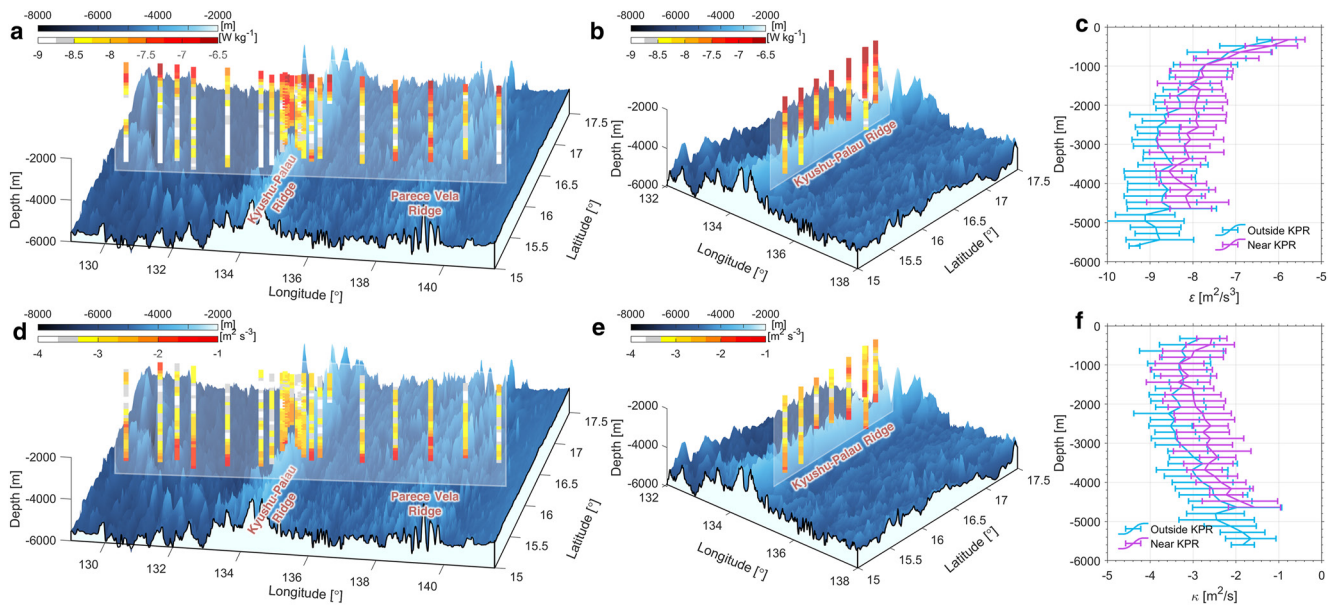 a
-8000 -6000 -4000 -2000
[m]
[W kg-1]
-9 -8.5 -8 -7.5 -7 -6.5
-2000
-4000
-6000
Depth [m]
130 132 134 136 138 140
Longitude [°]
15
15.5
16
16.5
17
17.5
Latitude [°]
Kyushu-Palau
Ridge
Parece Vela
Ridge
b
-8000 -6000 -4000 -2000
[m]
[W kg-1]
-9 -8.5 -8 -7.5 -7 -6.5
-2000
-4000
-6000
Depth [m]
132
134
136
138
Longitude [°]
15
15.5
16
16.5
17
17.5
Latitude [°]
Kyushu-Palau Ridge
c
0
-1000
-2000
-3000
-4000
-5000
-6000
Depth [m]
Outside KPR
Near KPR
-10 -9 -8 -7 -6 -5
ε [m2/s3]
d
-8000 -6000 -4000 -2000
[m]
[m2 s-3]
-4 -3 -2 -1
-2000
-4000
-6000
Depth [m]
130 132 134 136 138 140
Longitude [°]
15
15.5
16
16.5
17
17.5
Latitude [°]
Kyushu-Palau
Ridge
Parece Vela
Ridge
e
-8000 -6000 -4000 -2000
[m]
[m2 s-3]
-4 -3 -2 -1
-2000
-4000
-6000
Depth [m]
132
134
136
138
Longitude [°]
15
15.5
16
16.5
17
17.5
Latitude [°]
Kyushu-Palau Ridge
f
0
-1000
-2000
-3000
-4000
-5000
-6000
Depth [m]
Outside KPR
Near KPR
-5 -4 -3 -2 -1 0
κ [m2/s]